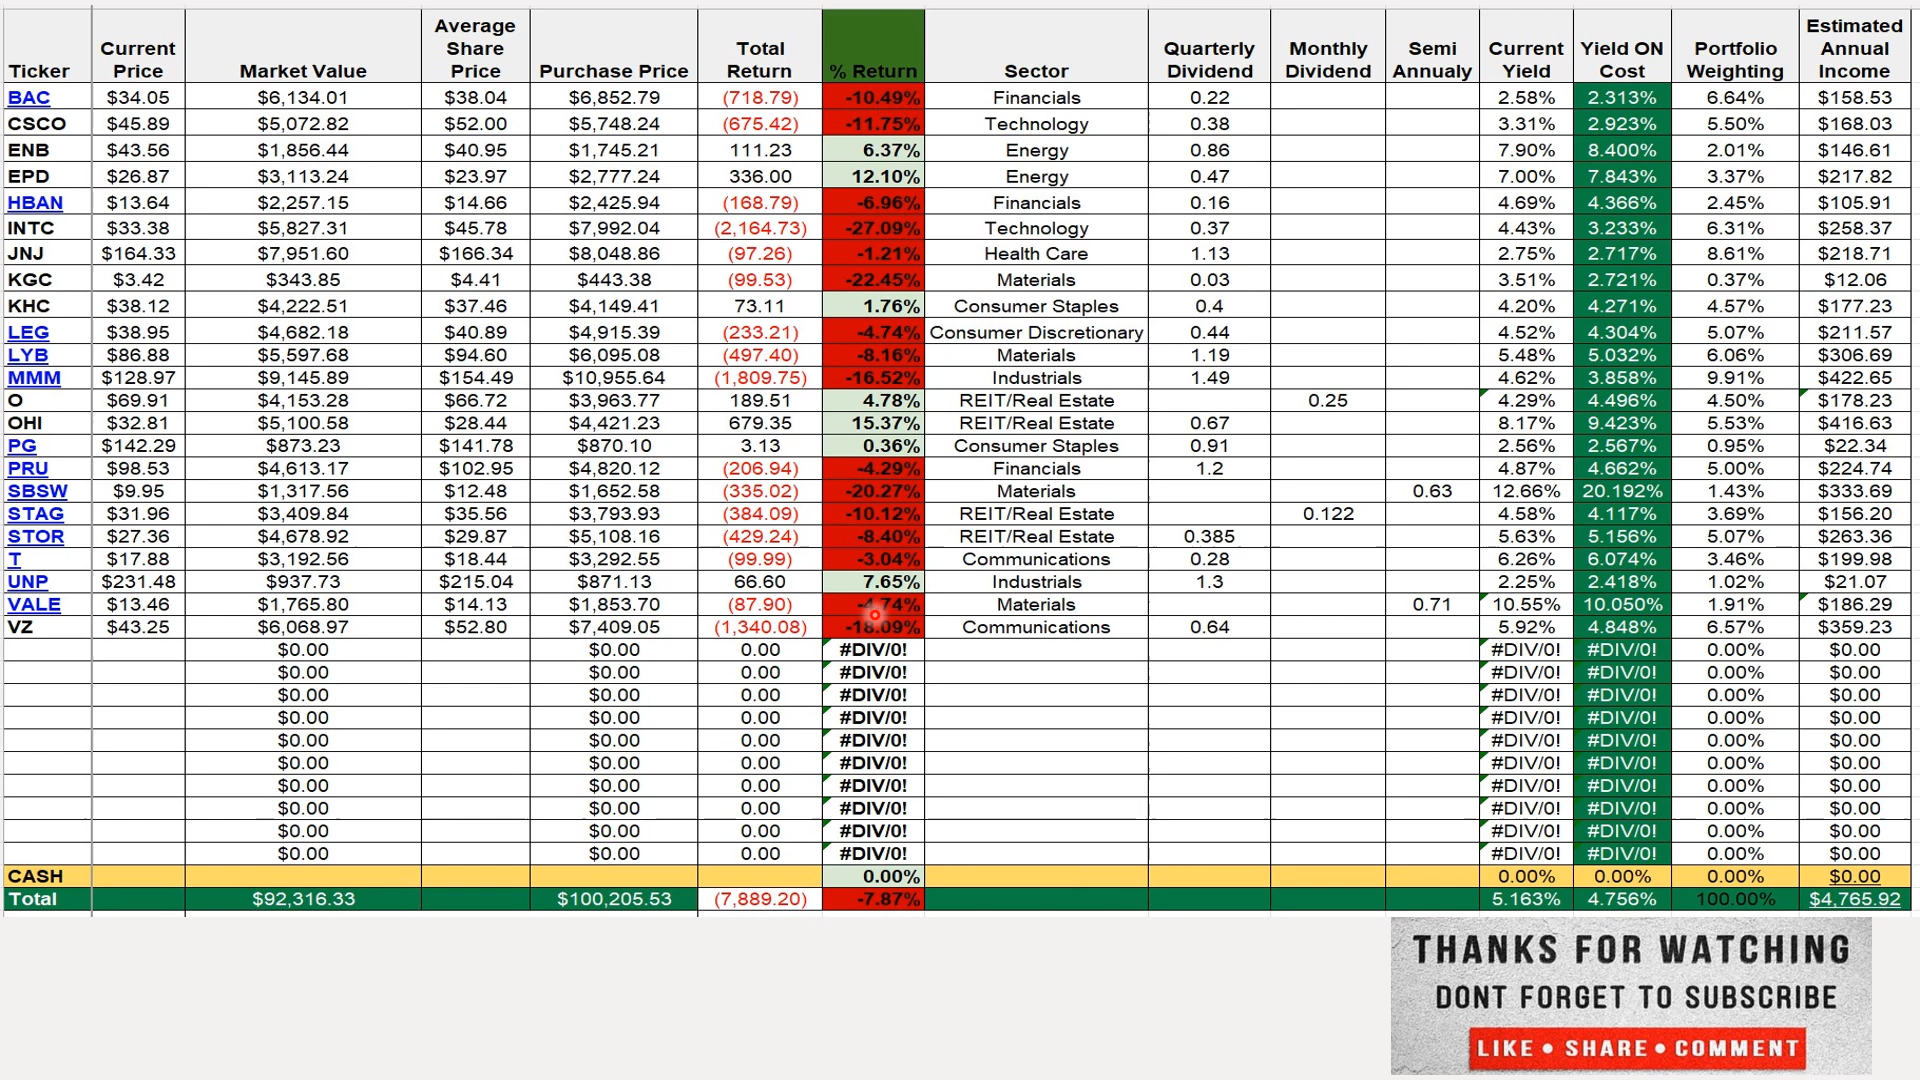 Ticker Current Price Market Value Average Share Price Purchase Price Total Return % Return Sector Quarterly Dividend Monthly Dividend Semi Annualy Current Yield Yield ON Cost Portfolio Weighting Estimated Annual Income
BAC $34.05 $6,134.01 $38.04 $6,852.79 (718.79) -10.49% Financials 0.22 2.58% 2.313% 6.64% $158.53
CSCO $45.89 $5,072.82 $52.00 $5,748.24 (675.42) -11.75% Technology 0.38 3.31% 2.923% 5.50% $168.03
ENB $43.56 $1,856.44 $40.95 $1,745.21 111.23 6.37% Energy 0.86 7.90% 8.400% 2.01% $146.61
EPD $26.87 $3,113.24 $23.97 $2,777.24 336.00 12.10% Energy 0.47 7.00% 7.843% 3.37% $217.82
HBAN $13.64 $2,257.15 $14.66 $2,425.94 (168.79) -6.96% Financials 0.16 4.69% 4.366% 2.45% $105.91
INTC $33.38 $5,827.31 $45.78 $7,992.04 (2,164.73) -27.09% Technology 0.37 4.43% 3.233% 6.31% $258.37
JNJ $164.33 $7,951.60 $166.34 $8,048.86 (97.26) -1.21% Health Care 1.13 2.75% 2.717% 8.61% $218.71
KGC $3.42 $343.85 $4.41 $443.38 (99.53) -22.45% Materials 0.03 3.51% 2.721% 0.37% $12.06
KHC $38.12 $4,222.51 $37.46 $4,149.41 73.11 1.76% Consumer Staples 0.4 4.20% 4.271% 4.57% $177.23
LEG $38.95 $4,682.18 $40.89 $4,915.39 (233.21) -4.74% Consumer Discretionary 0.44 4.52% 4.304% 5.07% $211.57
LYB $86.88 $5,597.68 $94.60 $6,095.08 (497.40) -8.16% Materials 1.19 5.48% 5.032% 6.06% $306.69
MMM $128.97 $9,145.89 $154.49 $10,955.64 (1,809.75) -16.52% Industrials 1.49 4.62% 3.858% 9.91% $422.65
O $69.91 $4,153.28 $66.72 $3,963.77 189.51 4.78% REIT/Real Estate 0.25 4.29% 4.496% 4.50% $178.23
OHI $32.81 $5,100.58 $28.44 $4,421.23 679.35 15.37% REIT/Real Estate 0.67 8.17% 9.423% 5.53% $416.63
PG $142.29 $873.23 $141.78 $870.10 3.13 0.36% Consumer Staples 0.91 2.56% 2.567% 0.95% $22.34
PRU $98.53 $4,613.17 $102.95 $4,820.12 (206.94) -4.29% Financials 1.2 4.87% 4.662% 5.00% $224.74
SBSW $9.95 $1,317.56 $12.48 $1,652.58 (335.02) -20.27% Materials 0.63 12.66% 20.192% 1.43% $333.69
STAG $31.96 $3,409.84 $35.56 $3,793.93 (384.09) -10.12% REIT/Real Estate 0.122 4.58% 4.117% 3.69% $156.20
STOR $27.36 $4,678.92 $29.87 $5,108.16 (429.24) -8.40% REIT/Real Estate 0.385 5.63% 5.156% 5.07% $263.36
T $17.88 $3,192.56 $18.44 $3,292.55 (99.99) -3.04% Communications 0.28 6.26% 6.074% 3.46% $199.98
UNP $231.48 $937.73 $215.04 $871.13 66.60 7.65% Industrials 1.3 2.25% 2.418% 1.02% $21.07
VALE $13.46 $1,765.80 $14.13 $1,853.70 (87.90) -4.74% Materials 0.71 10.55% 10.050% 1.91% $186.29
VZ $43.25 $6,068.97 $52.80 $7,409.05 (1,340.08) -18.09% Communications 0.64 5.92% 4.848% 6.57% $359.23
$0.00 $0.00 0.00 #DIV/0! #DIV/0! #DIV/0! 0.00% $0.00
$0.00 $0.00 0.00 #DIV/0! #DIV/0! #DIV/0! 0.00% $0.00
$0.00 $0.00 0.00 #DIV/0! #DIV/0! #DIV/0! 0.00% $0.00
$0.00 $0.00 0.00 #DIV/0! #DIV/0! #DIV/0! 0.00% $0.00
$0.00 $0.00 0.00 #DIV/0! #DIV/0! #DIV/0! 0.00% $0.00
$0.00 $0.00 0.00 #DIV/0! #DIV/0! #DIV/0! 0.00% $0.00
$0.00 $0.00 0.00 #DIV/0! #DIV/0! #DIV/0! 0.00% $0.00
$0.00 $0.00 0.00 #DIV/0! #DIV/0! #DIV/0! 0.00% $0.00
$0.00 $0.00 0.00 #DIV/0! #DIV/0! #DIV/0! 0.00% $0.00
$0.00 $0.00 0.00 #DIV/0! #DIV/0! #DIV/0! 0.00% $0.00
CASH 0.00% 0.00% 0.00% 0.00% $0.00
Total $92,316.33 $100,205.53 (7,889.20) -7.87% 5.163% 4.756% 100.00% $4,765.92
THANKS FOR WATCHING
DONT FORGET TO SUBSCRIBE
LIKE • SHARE • COMMENT